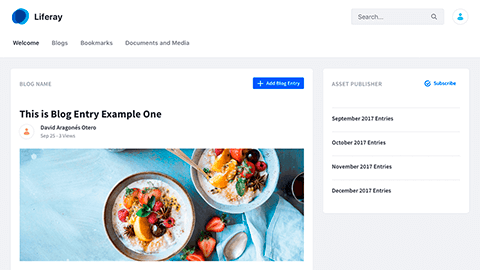 Liferay
Search...
Welcome Blogs Bookmarks Documents and Media
BLOG NAME
Add Blog Entry
This is Blog Entry Example One
David Aragonés Otero
Sep 25 · 3 Views
ASSET PUBLISHER
Subscribe
September 2017 Entries
October 2017 Entries
November 2017 Entries
December 2017 Entries